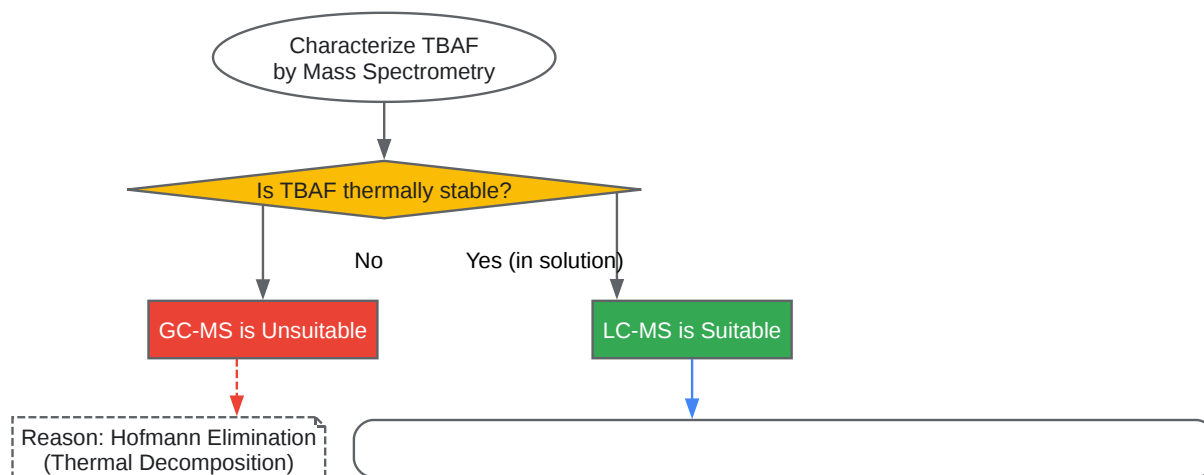 Characterize TBAF
by Mass Spectrometry
Is TBAF thermally stable?
No
Yes (in solution)
GC-MS is Unsuitable
LC-MS is Suitable
Reason: Hofmann Elimination
(Thermal Decomposition)